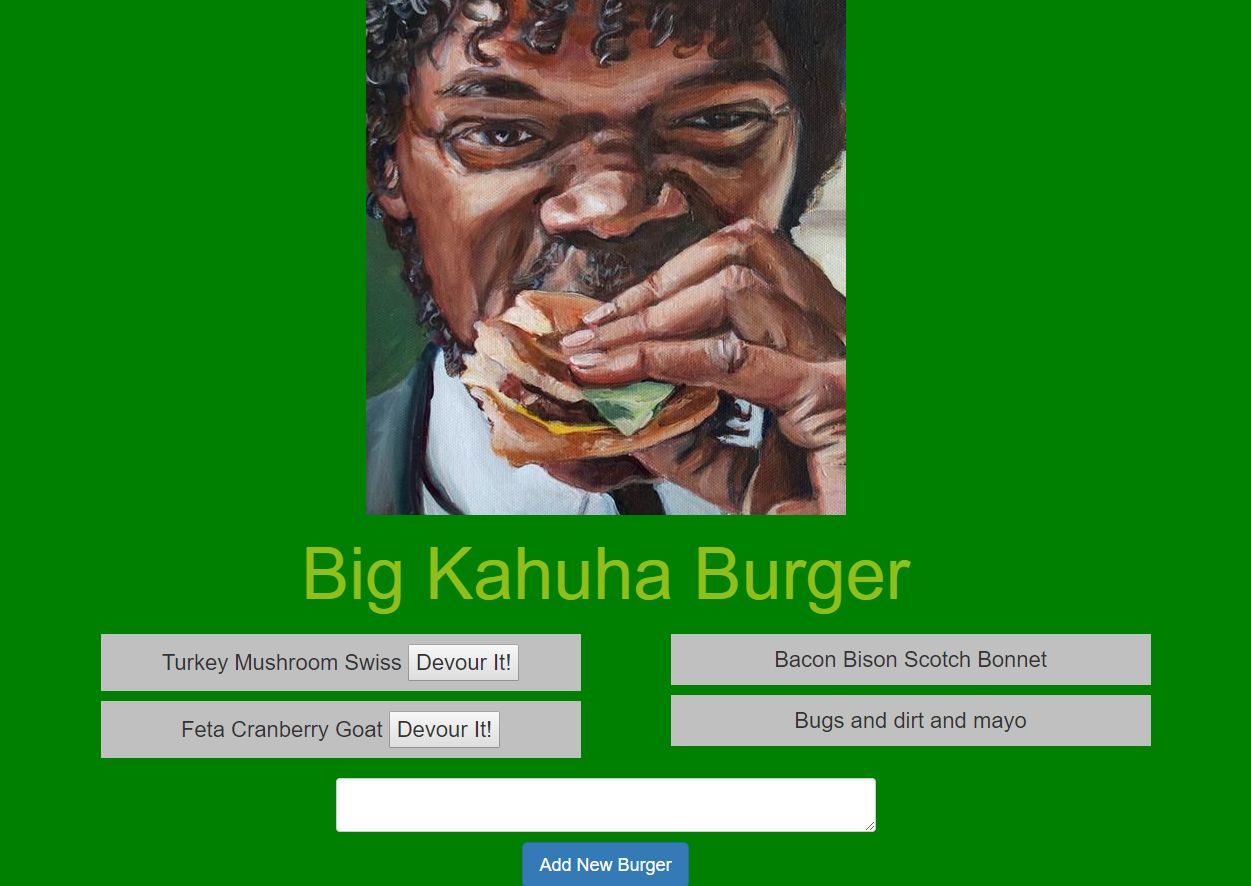 Big Kahuha Burger
Turkey Mushroom Swiss Devour It!
Feta Cranberry Goat Devour It!
Bacon Bison Scotch Bonnet
Bugs and dirt and mayo
Add New Burger